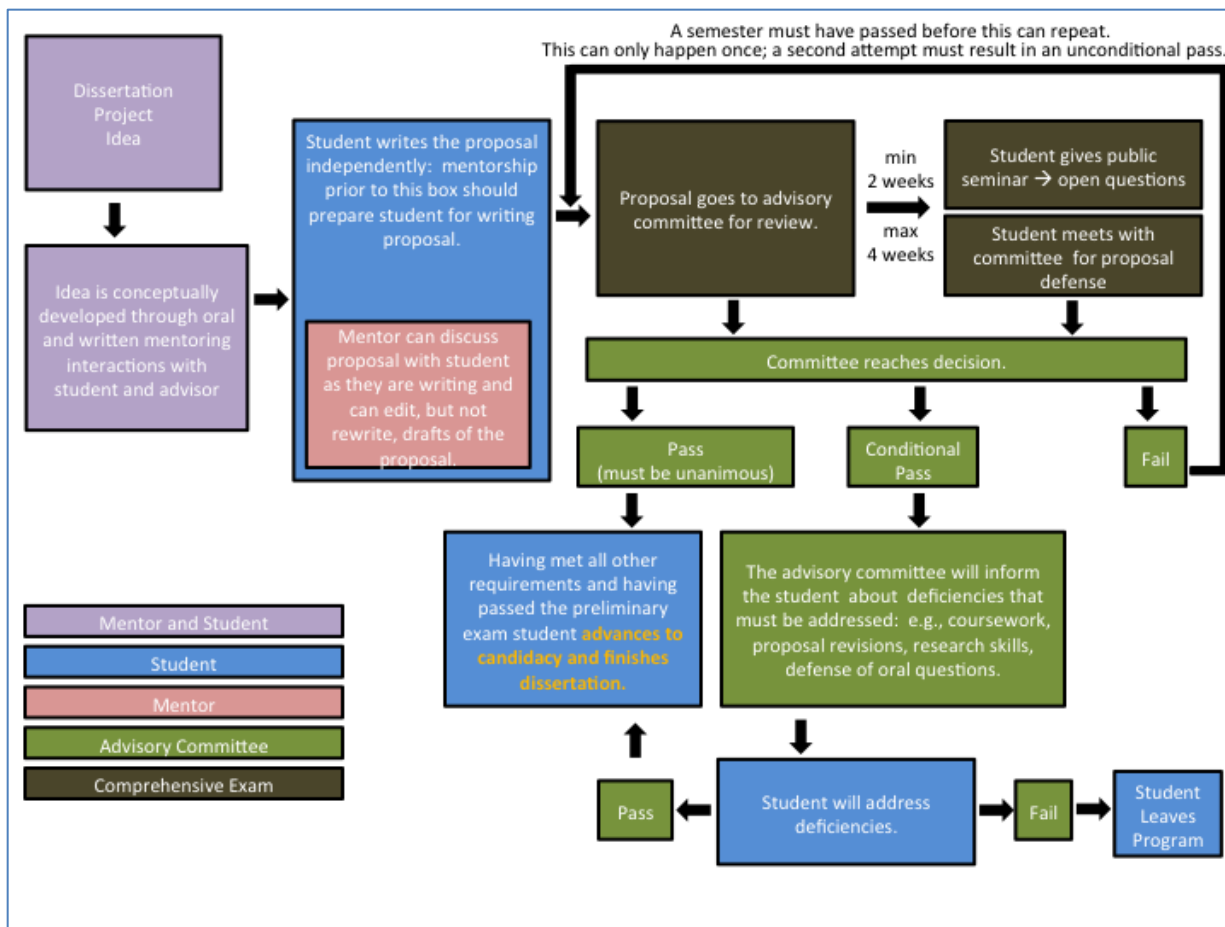 A semester must have passed before this can repeat.
This can only happen once; a second attempt must result in an unconditional pass.
Dissertation
Project
Idea
Idea is conceptually
developed through oral
and written mentoring
interactions with
student and advisor
Student writes the proposal
independently: mentorship
prior to this box should
prepare student for writing
proposal.
Mentor can discuss
proposal with student
as they are writing and
can edit, but not
rewrite, drafts of the
proposal.
Proposal goes to advisory
committee for review.
min
2 weeks
max
4 weeks
Student gives public
seminar → open questions
Student meets with
committee for proposal
defense
Committee reaches decision.
Pass
(must be unanimous)
Conditional
Pass
Fail
Having met all other
requirements and having
passed the preliminary
exam student advances to
candidacy and finishes
dissertation.
The advisory committee will inform
the student about deficiencies that
must be addressed: e.g., coursework,
proposal revisions, research skills,
defense of oral questions.
Pass
Student will address
deficiencies.
Fail
Student
Leaves
Program
Mentor and Student
Student
Mentor
Advisory Committee
Comprehensive Exam